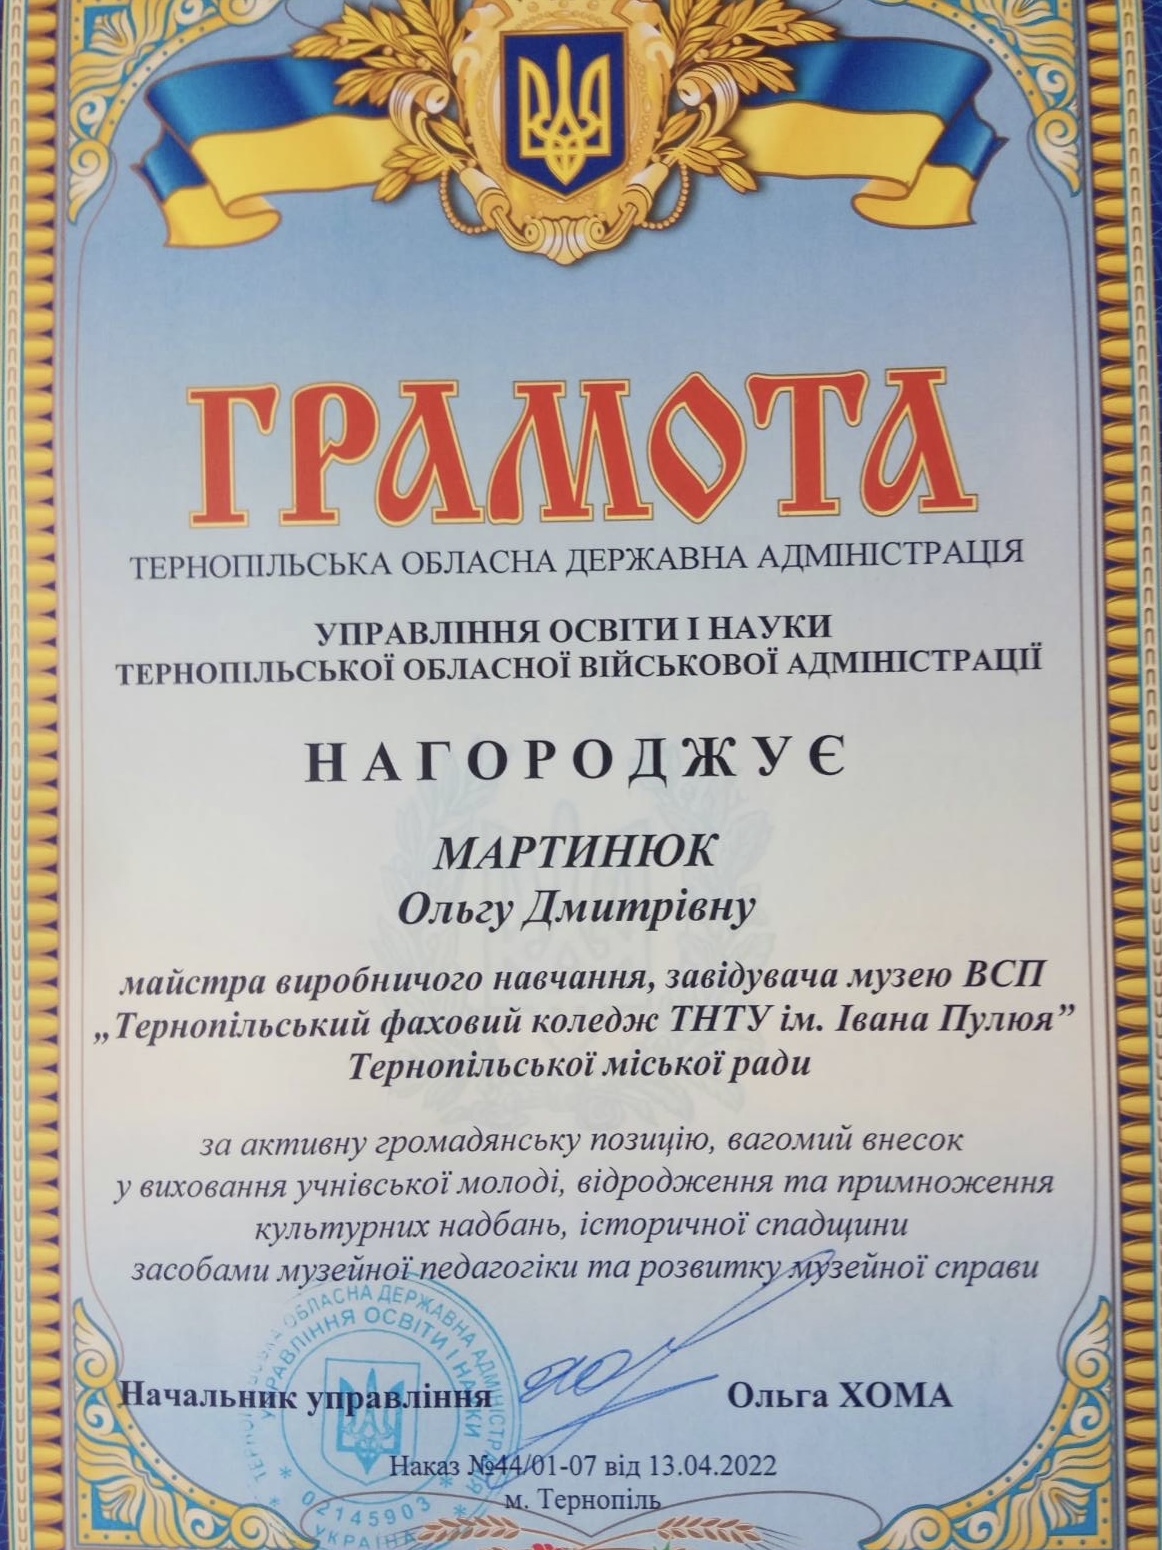 ГРАМОТА
ТЕРНОПІЛЬСЬКА ОБЛАСНА ДЕРЖАВНА АДМІНІСТРАЦІЯ
УПРАВЛІННЯ ОСВІТИ І НАУКИ
ТЕРНОПІЛЬСЬКОЇ ОБЛАСНОЇ ВІЙСЬКОВОЇ АДМІНІСТРАЦІЇ
НАГОРОДЖУЄ
МАРТИНЮК
Ольгу Дмитрівну
майстра виробничого навчання, завідувача музею ВСП
„Тернопільський фаховий коледж ТНТУ ім. Івана Пулюя”
Тернопільської міської ради
за активну громадянську позицію, вагомий внесок
у виховання учнівської молоді, відродження та примноження
культурних надбань, історичної спадщини
засобами музейної педагогіки та розвитку музейної справи
ОБЛАСНА ДЕРЖАВНА АДМІНІСТРАЦІЯ
УПРАВЛІННЯ ОСВІТИ І НАУКИ
Начальник управління Ольга ХОМА
Наказ №44/01-07 від 13.04.2022
м. Тернопіль
* 02145903 *
* УКРАЇНА *